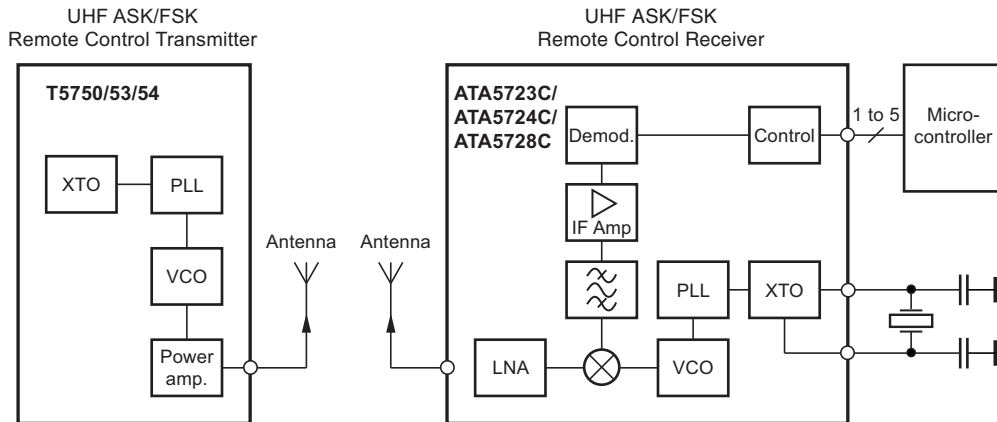 UHF ASK/FSK
Remote Control Transmitter
T5750/53/54
XTO
PLL
VCO
Power
amp.
Antenna
Antenna
UHF ASK/FSK
Remote Control Receiver
ATA5723C/
ATA5724C/
ATA5728C
Demod.
Control
1 to 5
Micro-
controller
IF Amp
PLL
XTO
LNA
VCO